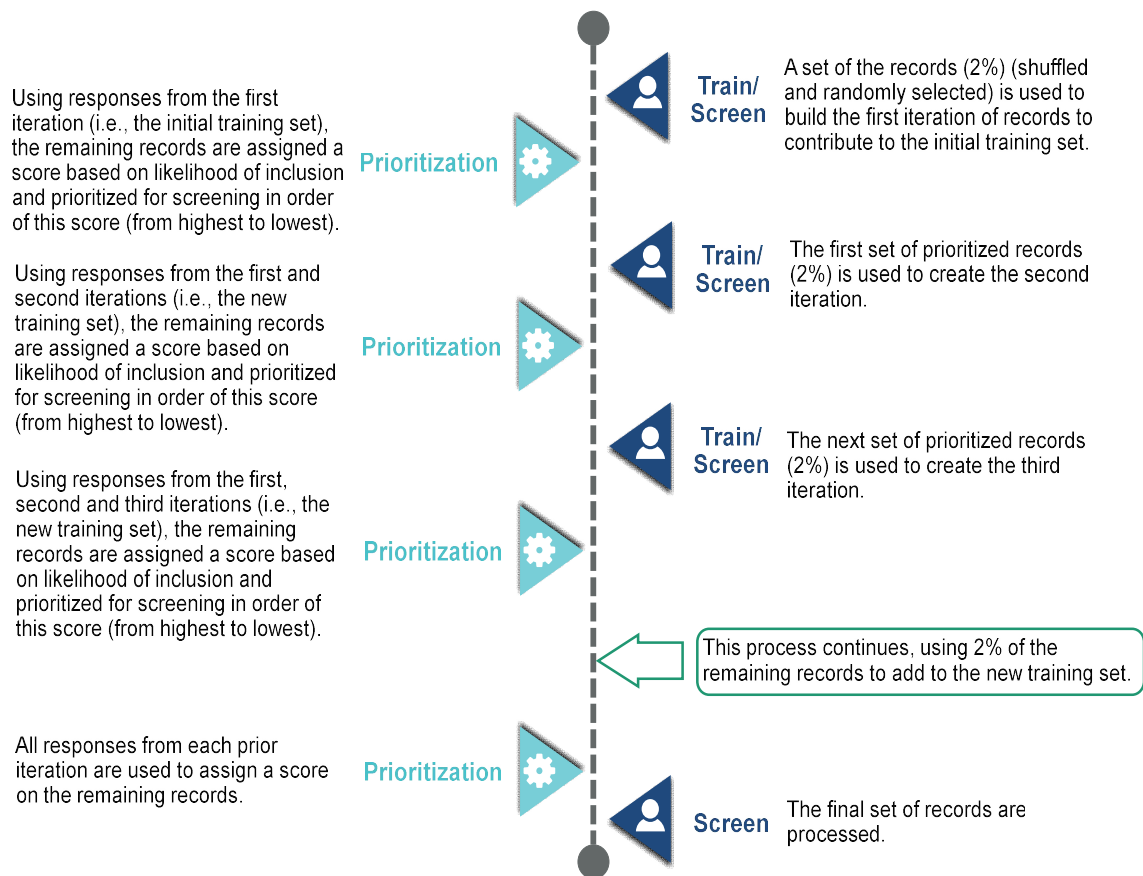 Train/
Screen
A set of the records (2%) (shuffled
and randomly selected) is used to
build the first iteration of records to
contribute to the initial training set.
Using responses from the first
iteration (i.e., the initial training set),
the remaining records are assigned a
score based on likelihood of inclusion
and prioritized for screening in order
of this score (from highest to lowest).
Prioritization
Train/
Screen
The first set of prioritized records
(2%) is used to create the second
iteration.
Using responses from the first and
second iterations (i.e., the new
training set), the remaining records
are assigned a score based on
likelihood of inclusion and prioritized
for screening in order of this score
(from highest to lowest).
Prioritization
Train/
Screen
The next set of prioritized records
(2%) is used to create the third
iteration.
Using responses from the first,
second and third iterations (i.e., the
new training set), the remaining
records are assigned a score based
on likelihood of inclusion and
prioritized for screening in order of
this score (from highest to lowest).
Prioritization
This process continues, using 2% of the
remaining records to add to the new training set.
All responses from each prior
iteration are used to assign a score
on the remaining records.
Prioritization
Screen
The final set of records are
processed.